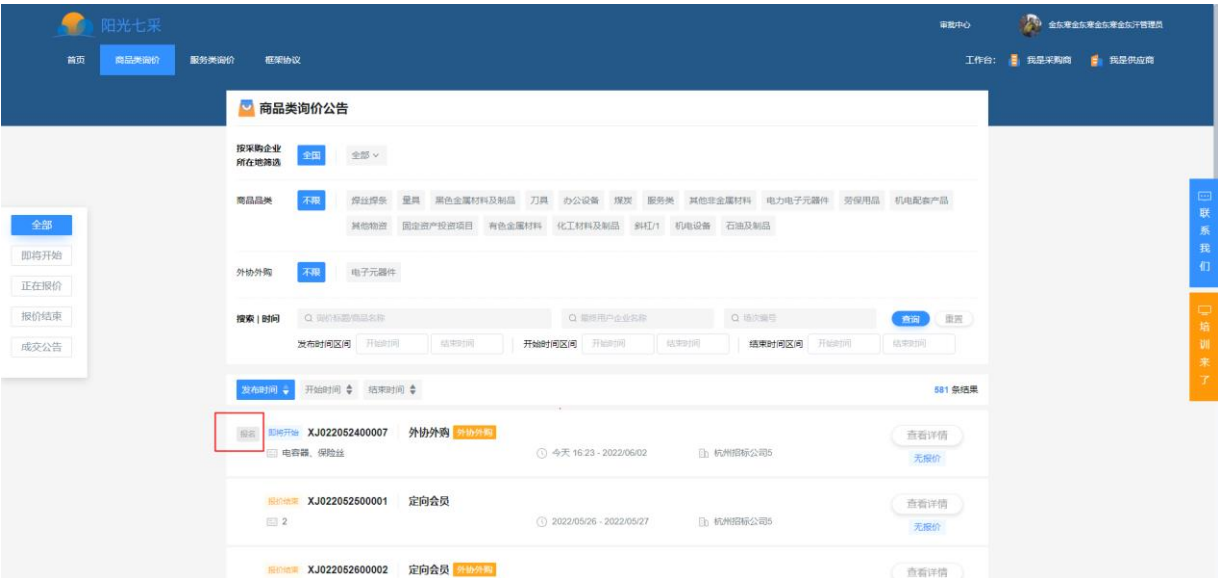 阳光七采
审批中心
金东寒金东寒金东寒金东汗管理员
首页 商品类询价 服务类询价 框架协议
工作台： 我是采购商 我是供应商
商品类询价公告
按采购企业所在地筛选 全国 全部
商品品类 不限 焊丝焊条 量具 黑色金属材料及制品 刀具 办公设备 煤炭 服务类 其他非金属材料 电力电子元器件 劳保用品 机电配套产品
其他物资 固定资产投资项目 有色金属材料 化工材料及制品 斜杠/1 机电设备 石油及制品
外协外购 不限 电子元器件
搜索 | 时间 询价标题/商品名称 最终用户企业名称 场次编号 查询 重置
发布时间区间 开始时间 结束时间 开始时间区间 开始时间 结束时间 结束时间区间 开始时间 结束时间
全部
即将开始
正在报价
报价结束
成交公告
联系我们
培训来了
发布时间 开始时间 结束时间 581 条结果
报名 即将开始 XJ022052400007 外协外购 外协外购 查看详情
电容器、保险丝 今天 16:23 - 2022/06/02 杭州招标公司5 无报价
报价结束 XJ022052500001 定向会员 查看详情
2 2022/05/26 - 2022/05/27 杭州招标公司5 无报价
报价结束 XJ022052600002 定向会员 外协外购 查看详情